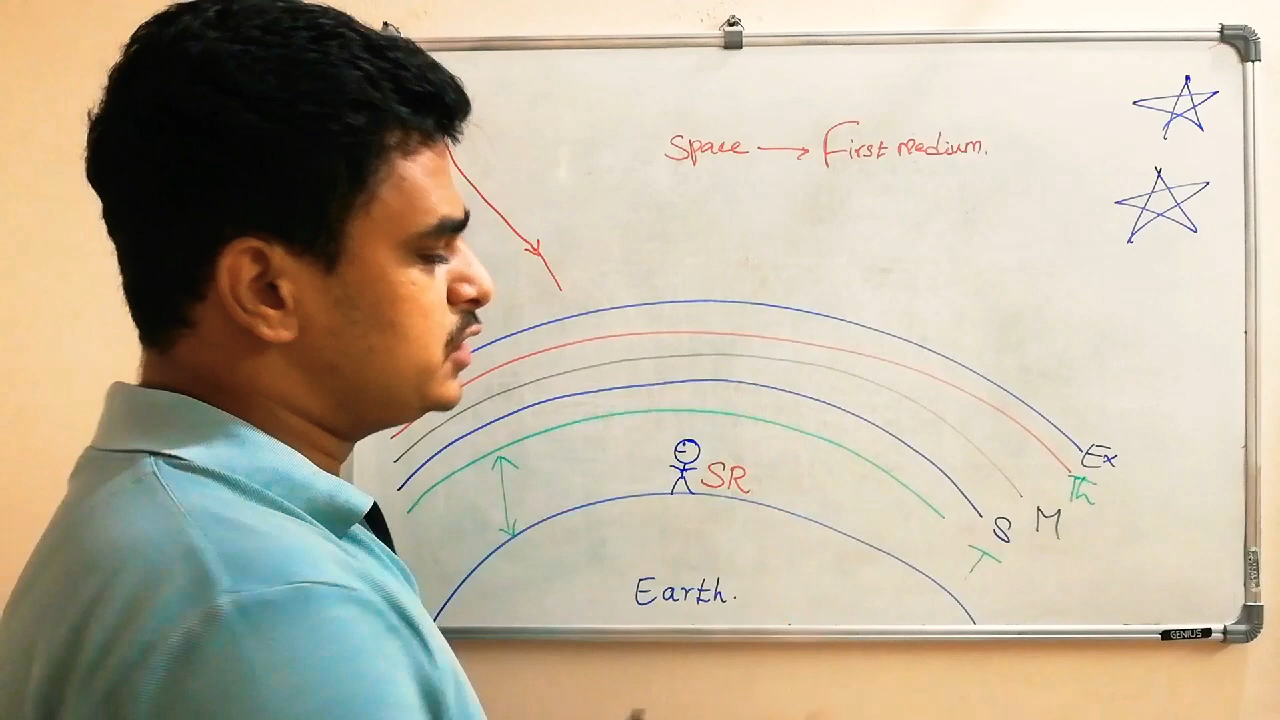 Space → First medium.
Ex
Th
SR
M
S
T
Earth.
GENIUS